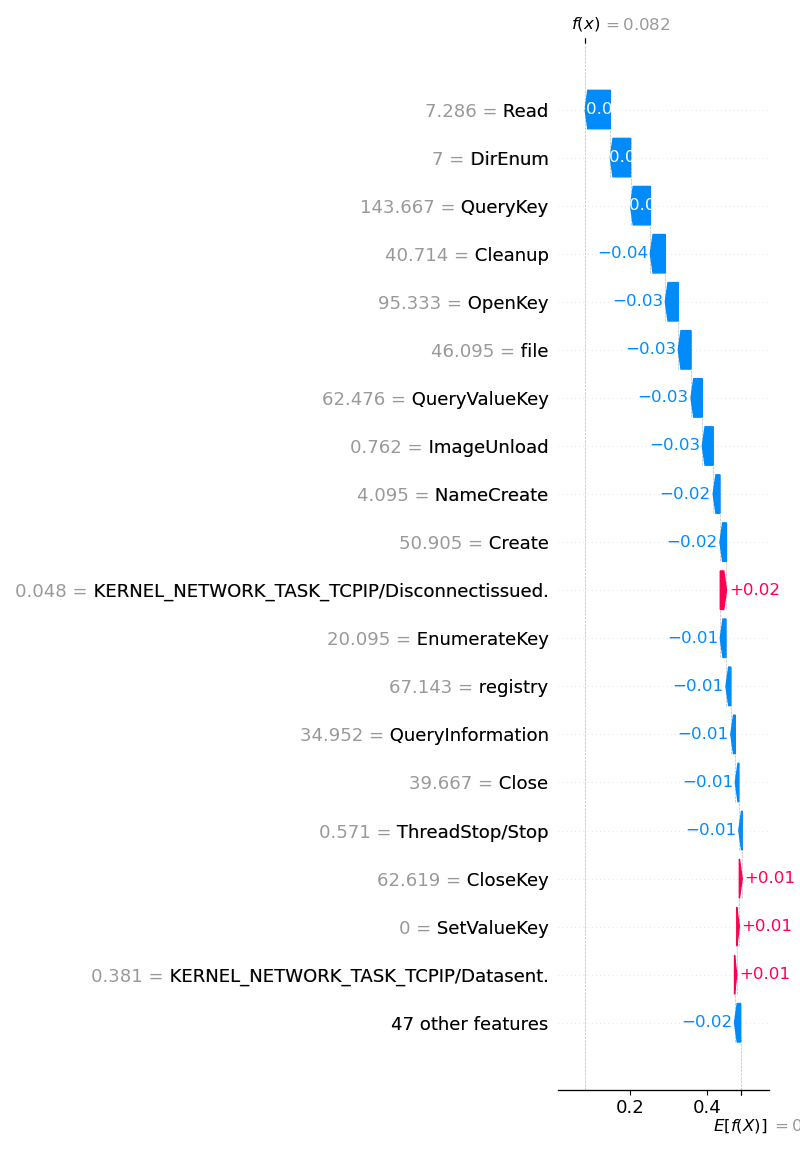 f(x) = 0.082
7.286 = Read
7 = DirEnum
143.667 = QueryKey
40.714 = Cleanup −0.04
95.333 = OpenKey −0.03
46.095 = file −0.03
62.476 = QueryValueKey −0.03
0.762 = ImageUnload −0.03
4.095 = NameCreate −0.02
50.905 = Create −0.02
0.048 = KERNEL_NETWORK_TASK_TCPIP/Disconnectissued. +0.02
20.095 = EnumerateKey −0.01
67.143 = registry −0.01
34.952 = QueryInformation −0.01
39.667 = Close −0.01
0.571 = ThreadStop/Stop −0.01
62.619 = CloseKey +0.01
0 = SetValueKey +0.01
0.381 = KERNEL_NETWORK_TASK_TCPIP/Datasent. +0.01
47 other features −0.02
0.2 0.4
E[f(X)] = 0